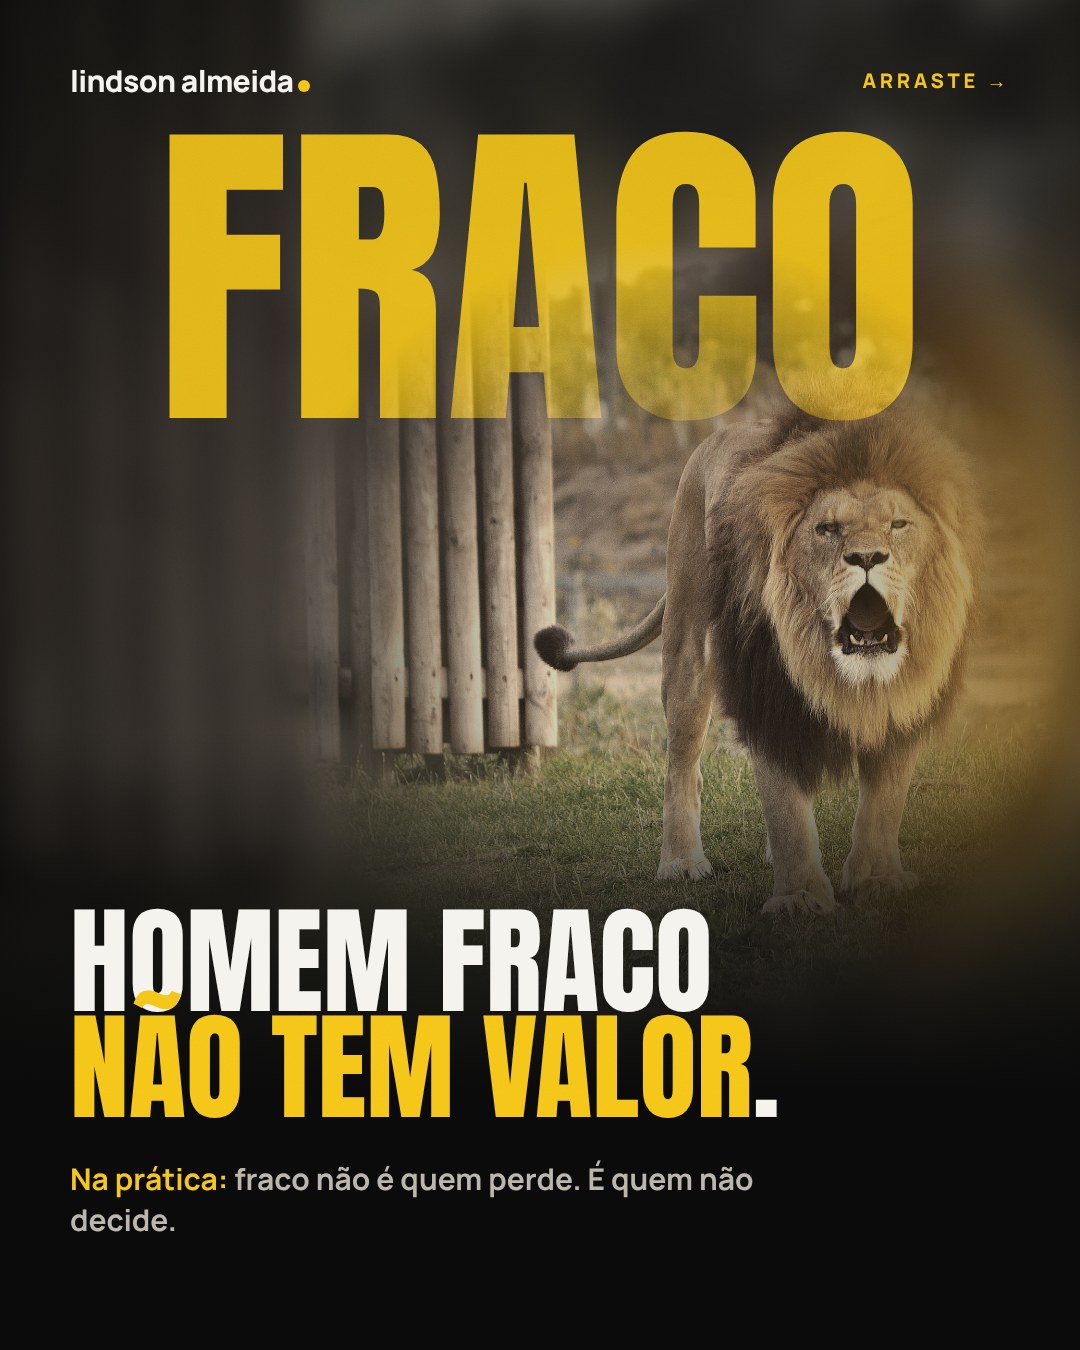 lindson almeida
ARRASTE →
FRACO
HOMEM FRACO
NÃO TEM VALOR.
Na prática: fraco não é quem perde. É quem não
decide.